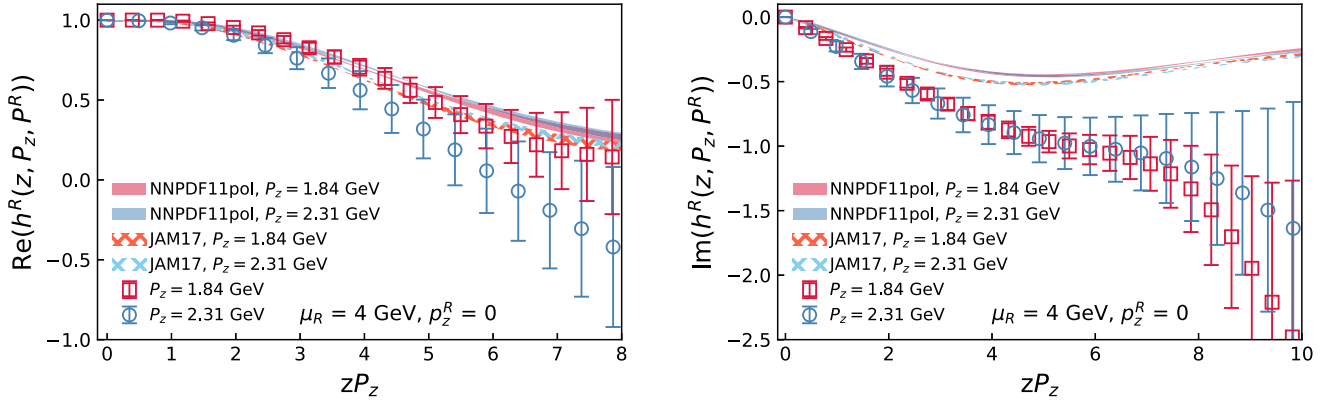 Re(h^R(z, P_z, P^R))
1.0
0.5
0.0
−0.5
−1.0
NNPDF11pol, P_z = 1.84 GeV
NNPDF11pol, P_z = 2.31 GeV
JAM17, P_z = 1.84 GeV
JAM17, P_z = 2.31 GeV
P_z = 1.84 GeV
P_z = 2.31 GeV
μ_R = 4 GeV, p_z^R = 0
0 1 2 3 4 5 6 7 8
zP_z
Im(h^R(z, P_z, P^R))
0.0
−0.5
−1.0
−1.5
−2.0
−2.5
NNPDF11pol, P_z = 1.84 GeV
NNPDF11pol, P_z = 2.31 GeV
JAM17, P_z = 1.84 GeV
JAM17, P_z = 2.31 GeV
P_z = 1.84 GeV
P_z = 2.31 GeV
μ_R = 4 GeV, p_z^R = 0
0 2 4 6 8 10
zP_z